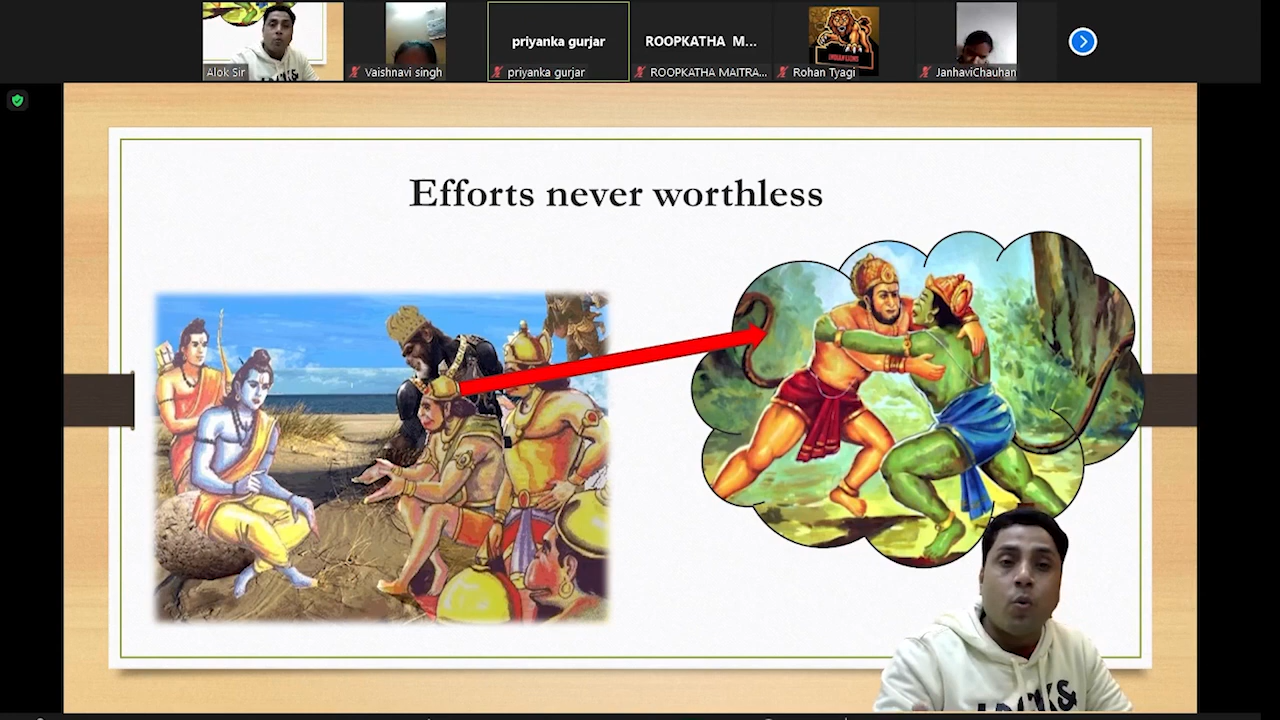 priyanka gurjar
ROOPKATHA M...
Alok Sir
Vaishnavi singh
priyanka gurjar
ROOPKATHA MAITRA...
Rohan Tyagi
JanhaviChauhan
Efforts never worthless